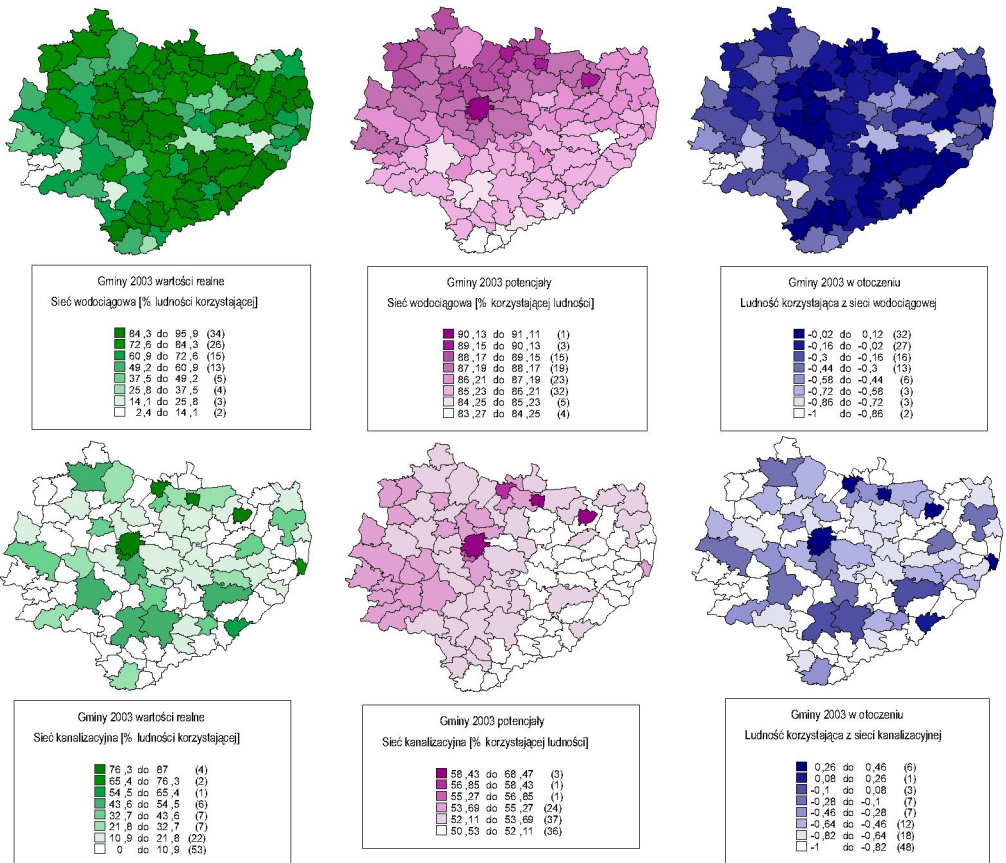 Gminy 2003 wartości realne
Sieć wodociągowa [% ludności korzystającej]
84 ,3 do 95 ,9 (34)
72 ,6 do 84 ,3 (26)
60 ,9 do 72 ,6 (15)
49 ,2 do 60 ,9 (13)
37 ,5 do 49 ,2 (5)
25 ,8 do 37 ,5 (4)
14 ,1 do 25 ,8 (3)
2 ,4 do 14 ,1 (2)
Gminy 2003 potencjały
Sieć wodociągowa [% korzystającej ludności]
90 ,13 do 91 ,11 (1)
89 ,15 do 90 ,13 (3)
88 ,17 do 89 ,15 (15)
87 ,19 do 88 ,17 (19)
86 ,21 do 87 ,19 (23)
85 ,23 do 86 ,21 (32)
84 ,25 do 85 ,23 (5)
83 ,27 do 84 ,25 (4)
Gminy 2003 w otoczeniu
Ludność korzystająca z sieci wodociągowej
-0 ,02 do 0 ,12 (32)
-0 ,16 do -0 ,02 (27)
-0 ,3 do -0 ,16 (16)
-0 ,44 do -0 ,3 (13)
-0 ,58 do -0 ,44 (6)
-0 ,72 do -0 ,58 (3)
-0 ,86 do -0 ,72 (3)
-1 do -0 ,86 (2)
Gminy 2003 wartości realne
Sieć kanalizacyjna [% ludności korzystającej]
76 ,3 do 87 (4)
65 ,4 do 76 ,3 (2)
54 ,5 do 65 ,4 (1)
43 ,6 do 54 ,5 (6)
32 ,7 do 43 ,6 (7)
21 ,8 do 32 ,7 (7)
10 ,9 do 21 ,8 (22)
0 do 10 ,9 (53)
Gminy 2003 potencjały
Sieć kanalizacyjna [% korzystającej ludności]
58 ,43 do 68 ,47 (3)
56 ,85 do 58 ,43 (1)
55 ,27 do 56 ,85 (1)
53 ,69 do 55 ,27 (24)
52 ,11 do 53 ,69 (37)
50 ,53 do 52 ,11 (36)
Gminy 2003 w otoczeniu
Ludność korzystająca z sieci kanalizacyjnej
0 ,26 do 0 ,46 (6)
0 ,08 do 0 ,26 (1)
-0 ,1 do 0 ,08 (3)
-0 ,28 do -0 ,1 (7)
-0 ,46 do -0 ,28 (7)
-0 ,64 do -0 ,46 (12)
-0 ,82 do -0 ,64 (18)
-1 do -0 ,82 (48)